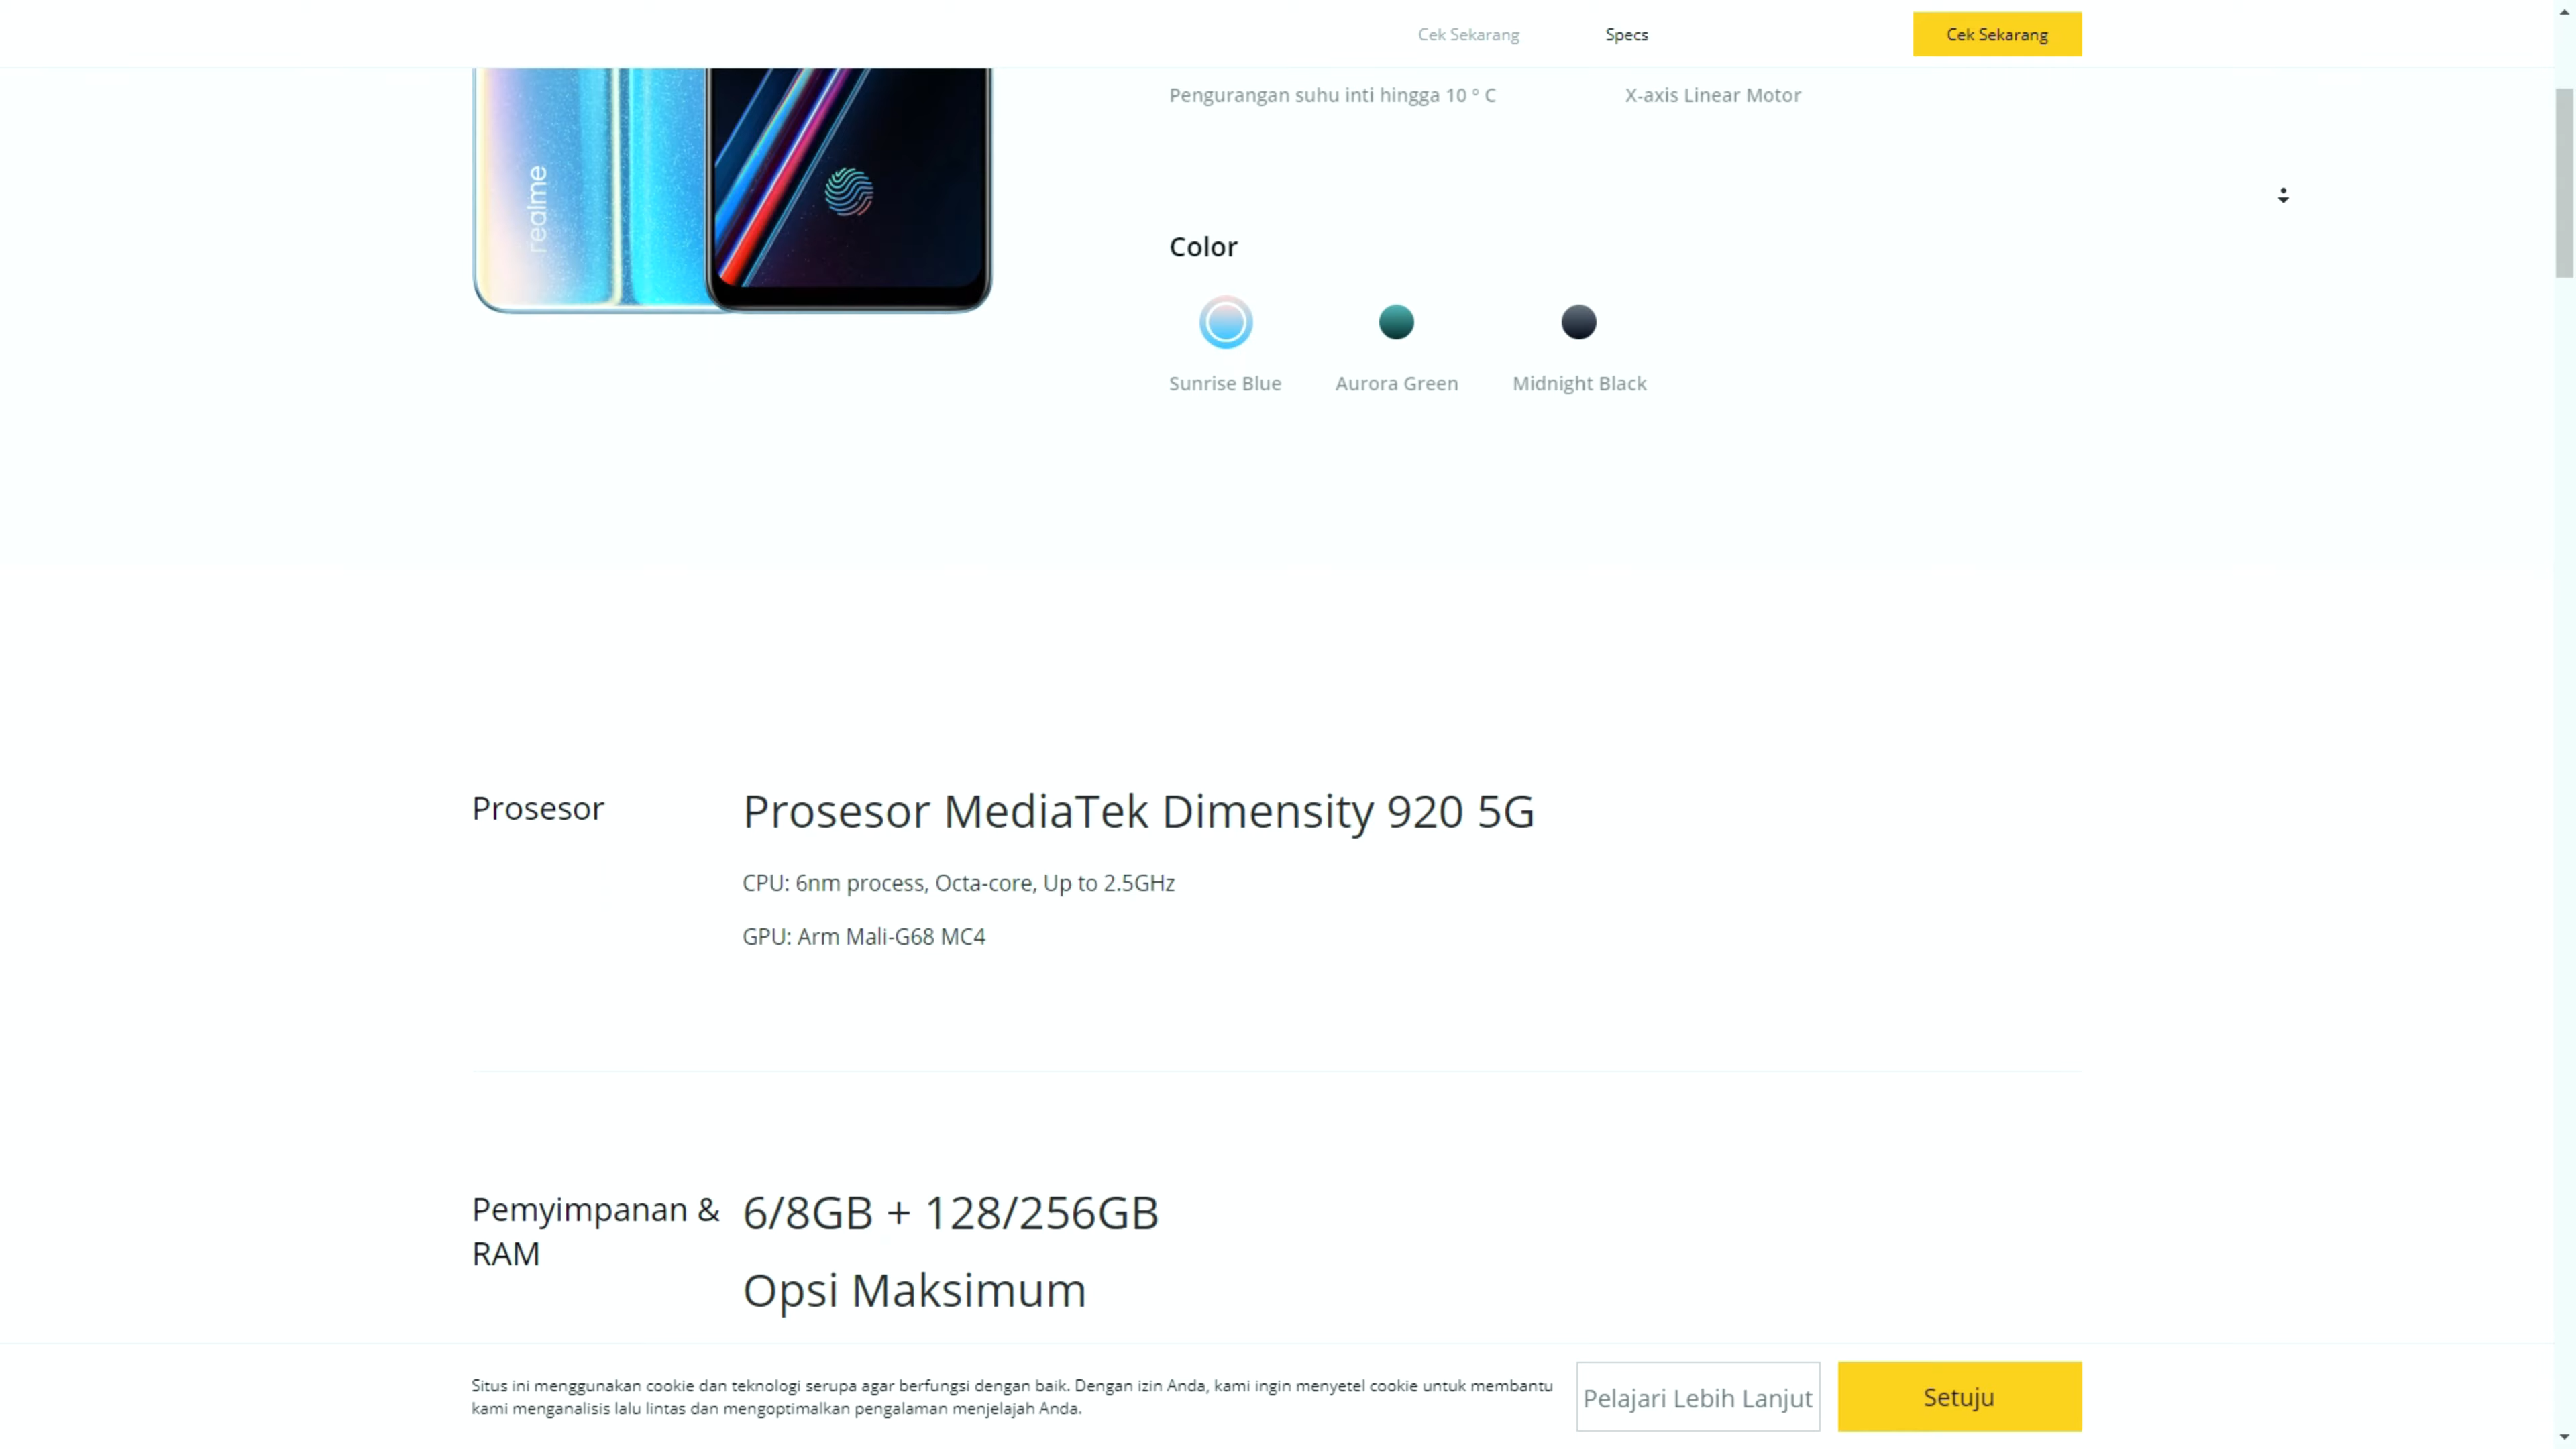 Cek Sekarang
Specs
Cek Sekarang
Pengurangan suhu inti hingga 10 ° C
X-axis Linear Motor
realme
Color
Sunrise Blue
Aurora Green
Midnight Black
Prosesor
Prosesor MediaTek Dimensity 920 5G
CPU: 6nm process, Octa-core, Up to 2.5GHz
GPU: Arm Mali-G68 MC4
Pemyimpanan &
RAM
6/8GB + 128/256GB
Opsi Maksimum
Situs ini menggunakan cookie dan teknologi serupa agar berfungsi dengan baik. Dengan izin Anda, kami ingin menyetel cookie untuk membantu
kami menganalisis lalu lintas dan mengoptimalkan pengalaman menjelajah Anda.
Pelajari Lebih Lanjut
Setuju